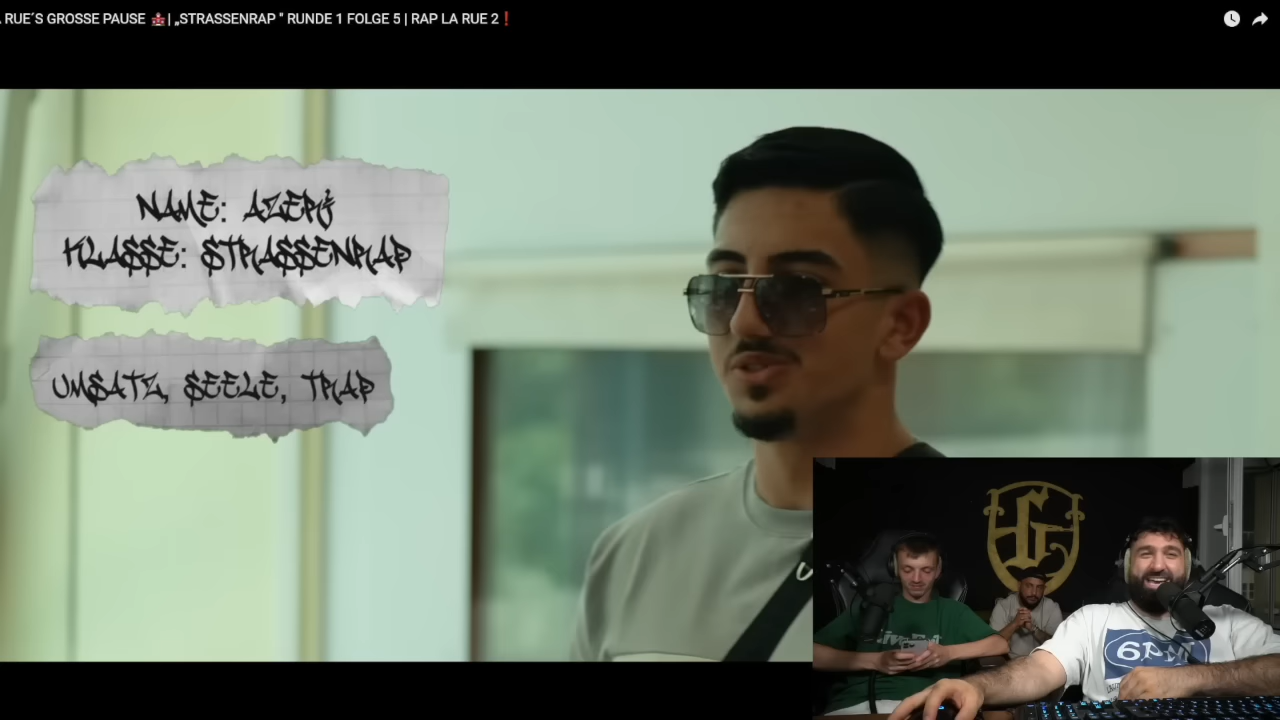 RUE´S GROSSE PAUSE 🏫 | „STRASSENRAP " RUNDE 1 FOLGE 5 | RAP LA RUE 2❗
NAME: AZERI
KLASSE: STRASSENRAP
UMSATZ, SEELE, TRAP
6PM